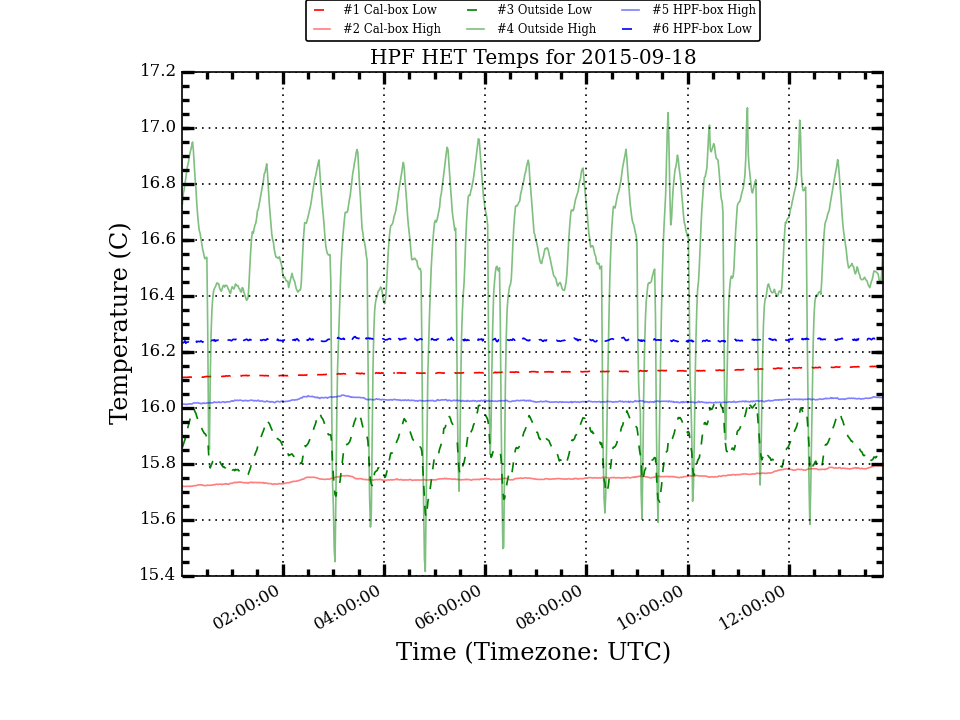 #1 Cal-box Low #3 Outside Low #5 HPF-box High
#2 Cal-box High #4 Outside High #6 HPF-box Low
HPF HET Temps for 2015-09-18
17.2
17.0
16.8
16.6
16.4
16.2
16.0
15.8
15.6
15.4
Temperature (C)
02:00:00 04:00:00 06:00:00 08:00:00 10:00:00 12:00:00
Time (Timezone: UTC)